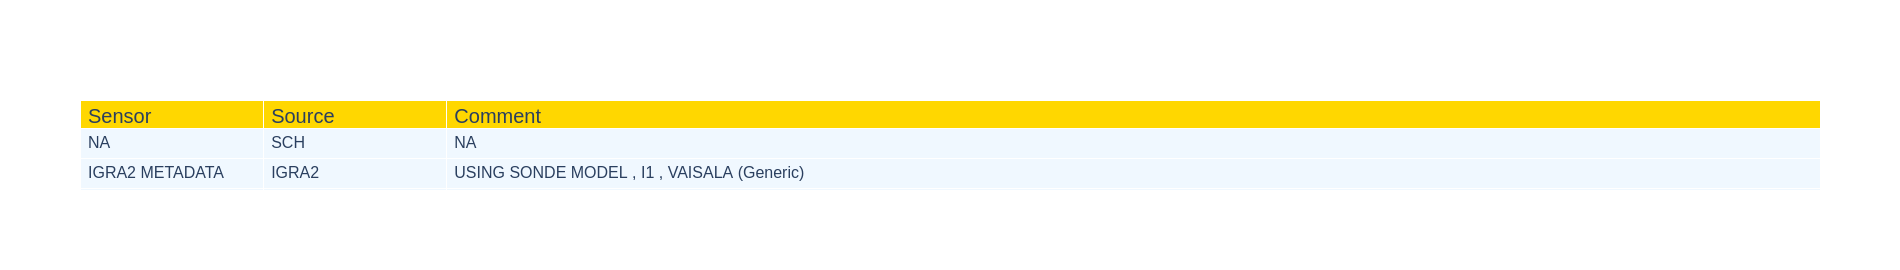 Sensor Source Comment
NA SCH NA
IGRA2 METADATA IGRA2 USING SONDE MODEL , I1 , VAISALA (Generic)